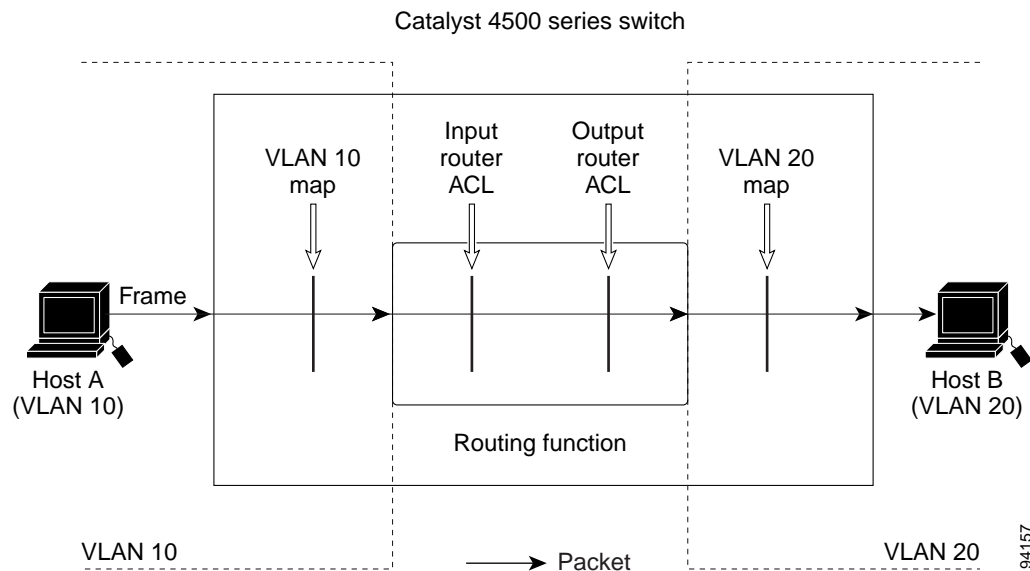 Catalyst 4500 series switch
VLAN 10
map
Input
router
ACL
Output
router
ACL
VLAN 20
map
Frame
Host A
(VLAN 10)
Host B
(VLAN 20)
Routing function
VLAN 10
Packet
VLAN 20
94157